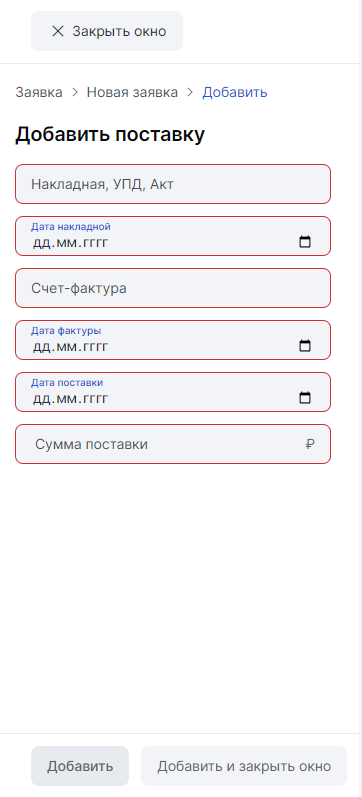 Закрыть окно
Заявка > Новая заявка > Добавить
Добавить поставку
Накладная, УПД, Акт
Дата накладной
дд.мм.гггг
Счет-фактура
Дата фактуры
дд.мм.гггг
Дата поставки
дд.мм.гггг
Сумма поставки ₽
Добавить Добавить и закрыть окно